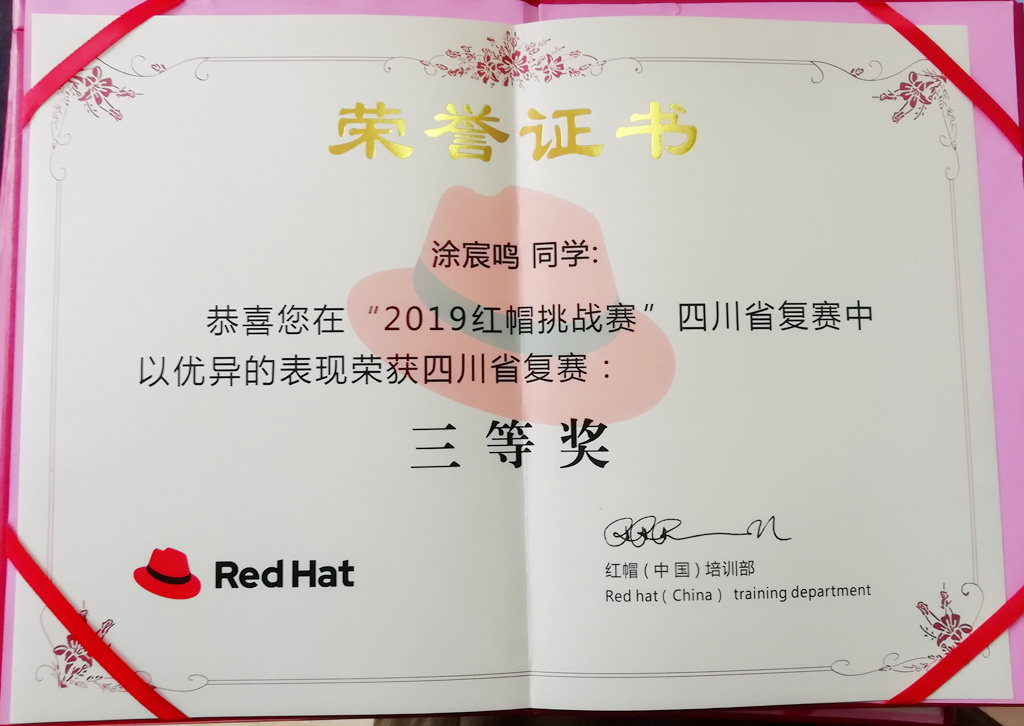 荣誉证书
涂宸鸣 同学:
恭喜您在“2019红帽挑战赛”四川省复赛中
以优异的表现荣获四川省复赛：
三等奖
Red Hat
红帽（中国）培训部
Red hat（China） training department